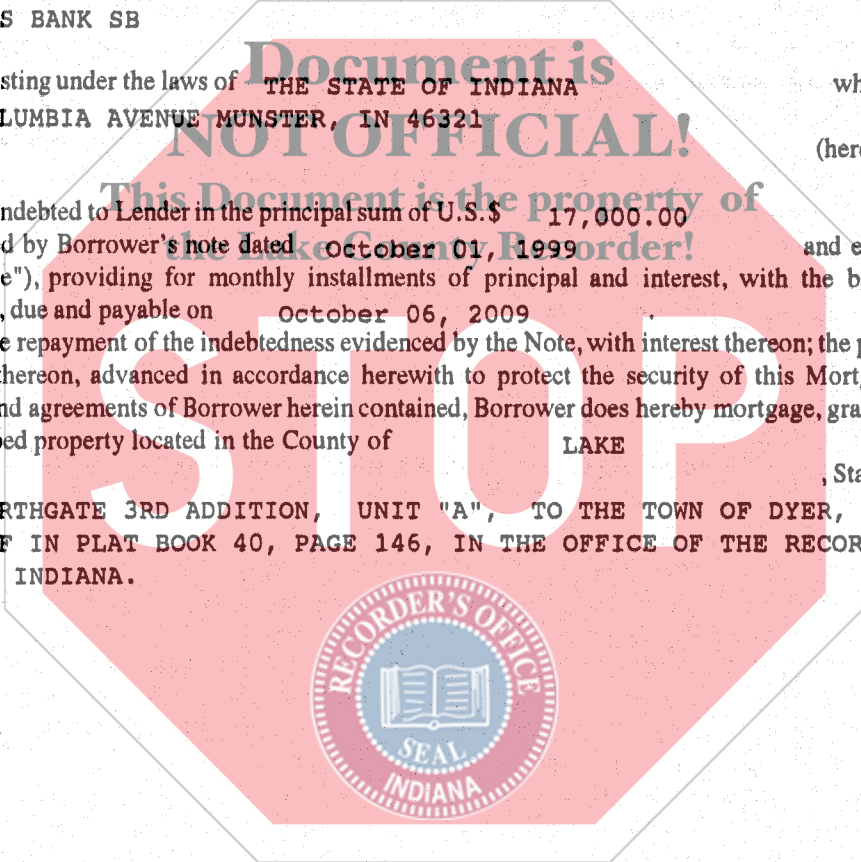 S BANK SB
Document is
sting under the laws of THE STATE OF INDIANA wh
LUMBIA AVENUE MUNSTER, IN 46321
NOT OFFICIAL!
(here
This Document is the property of
ndebted to Lender in the principal sum of U.S.$ 17,000.00
d by Borrower's note dated October 01, 1999 and e
the Lake County Recorder!
e"), providing for monthly installments of principal and interest, with the b
, due and payable on October 06, 2009 .
e repayment of the indebtedness evidenced by the Note, with interest thereon; the p
thereon, advanced in accordance herewith to protect the security of this Mort
nd agreements of Borrower herein contained, Borrower does hereby mortgage, gra
bed property located in the County of LAKE
, Sta
STOP
RTHGATE 3RD ADDITION, UNIT "A", TO THE TOWN OF DYER,
F IN PLAT BOOK 40, PAGE 146, IN THE OFFICE OF THE RECOR
INDIANA.
RECORDER'S OFFICE
SEAL
INDIANA